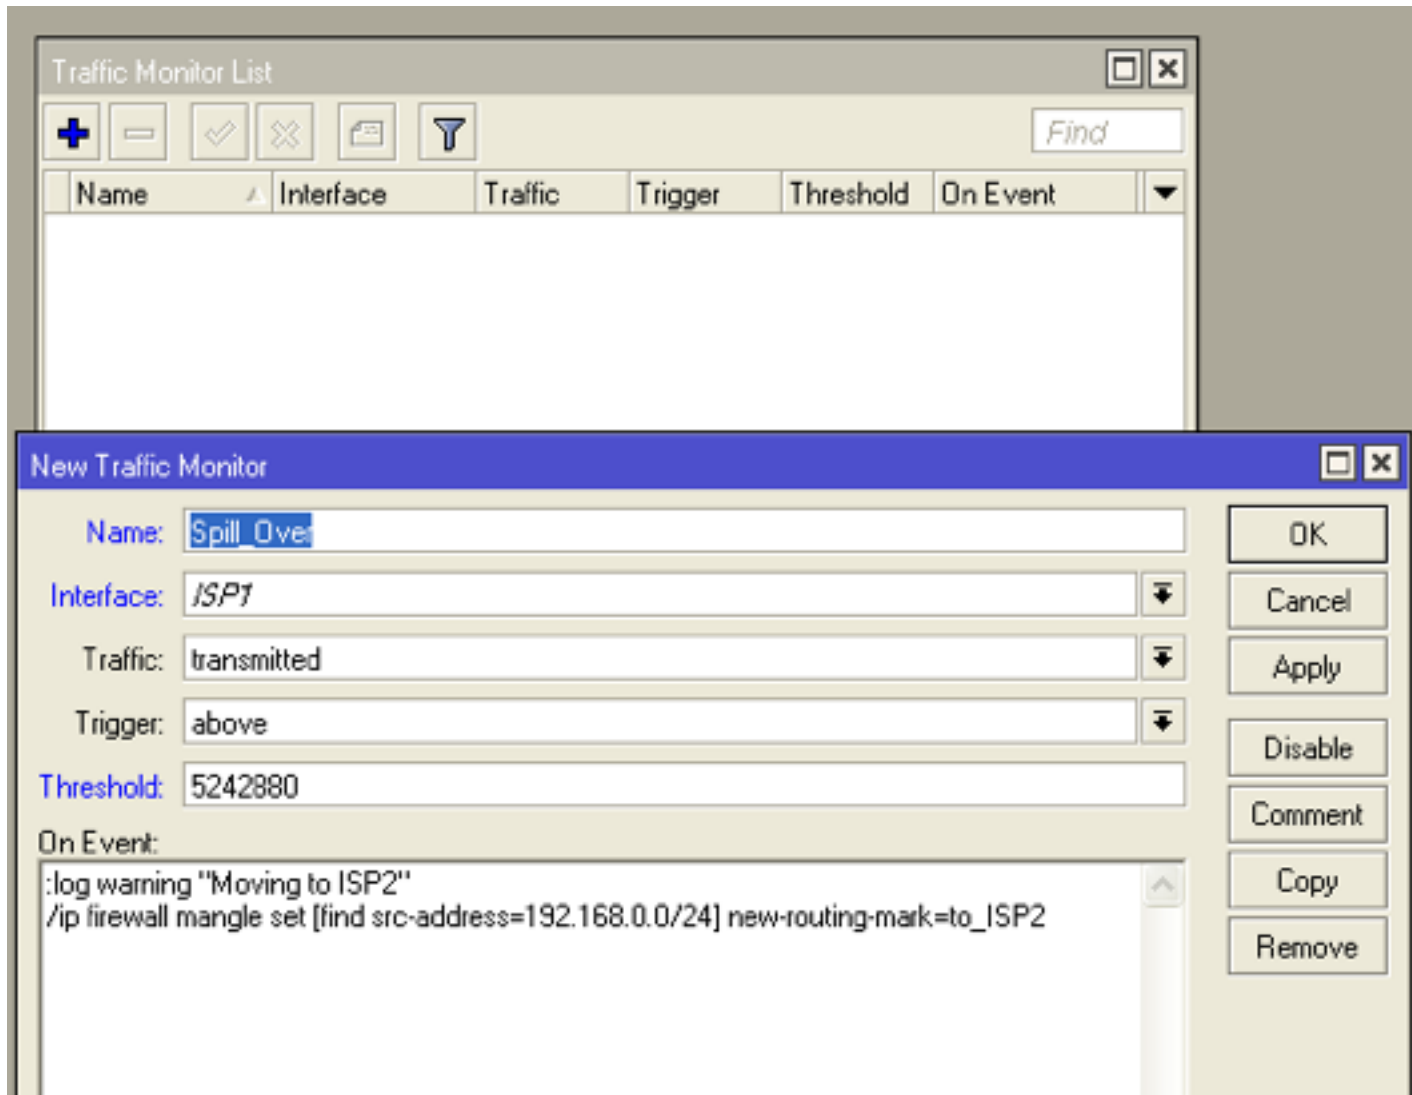 Traffic Monitor List
Find
Name Interface Traffic Trigger Threshold On Event
New Traffic Monitor
Name: Spill_Over
OK
Interface: ISP1
Cancel
Traffic: transmitted
Apply
Trigger: above
Disable
Threshold: 5242880
Comment
On Event:
:log warning "Moving to ISP2"
Copy
/ip firewall mangle set [find src-address=192.168.0.0/24] new-routing-mark=to_ISP2
Remove